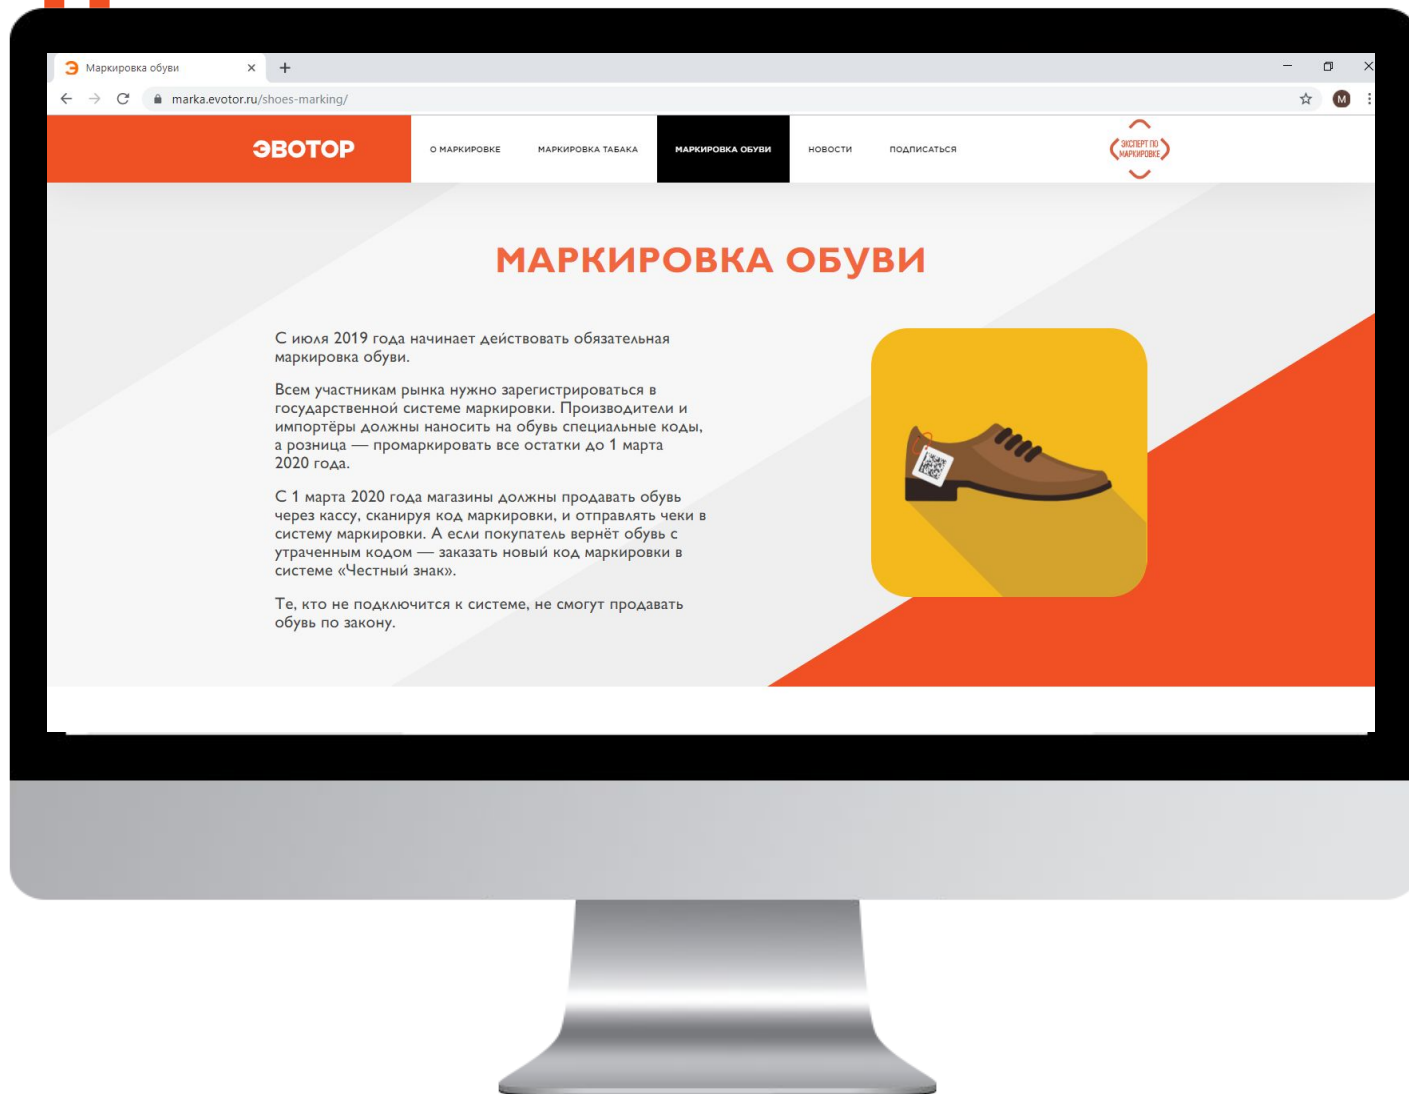 Маркировка обуви
marka.evotor.ru/shoes-marking/
M
ЭВОТОР
О МАРКИРОВКЕ
МАРКИРОВКА ТАБАКА
МАРКИРОВКА ОБУВИ
НОВОСТИ
ПОДПИСАТЬСЯ
ЭКСПЕРТ ПО
МАРКИРОВКЕ
МАРКИРОВКА ОБУВИ
С июля 2019 года начинает действовать обязательная
маркировка обуви.
Всем участникам рынка нужно зарегистрироваться в
государственной системе маркировки. Производители и
импортёры должны наносить на обувь специальные коды,
а розница — промаркировать все остатки до 1 марта
2020 года.
С 1 марта 2020 года магазины должны продавать обувь
через кассу, сканируя код маркировки, и отправлять чеки в
систему маркировки. А если покупатель вернёт обувь с
утраченным кодом — заказать новый код маркировки в
системе «Честный знак».
Те, кто не подключится к системе, не смогут продавать
обувь по закону.